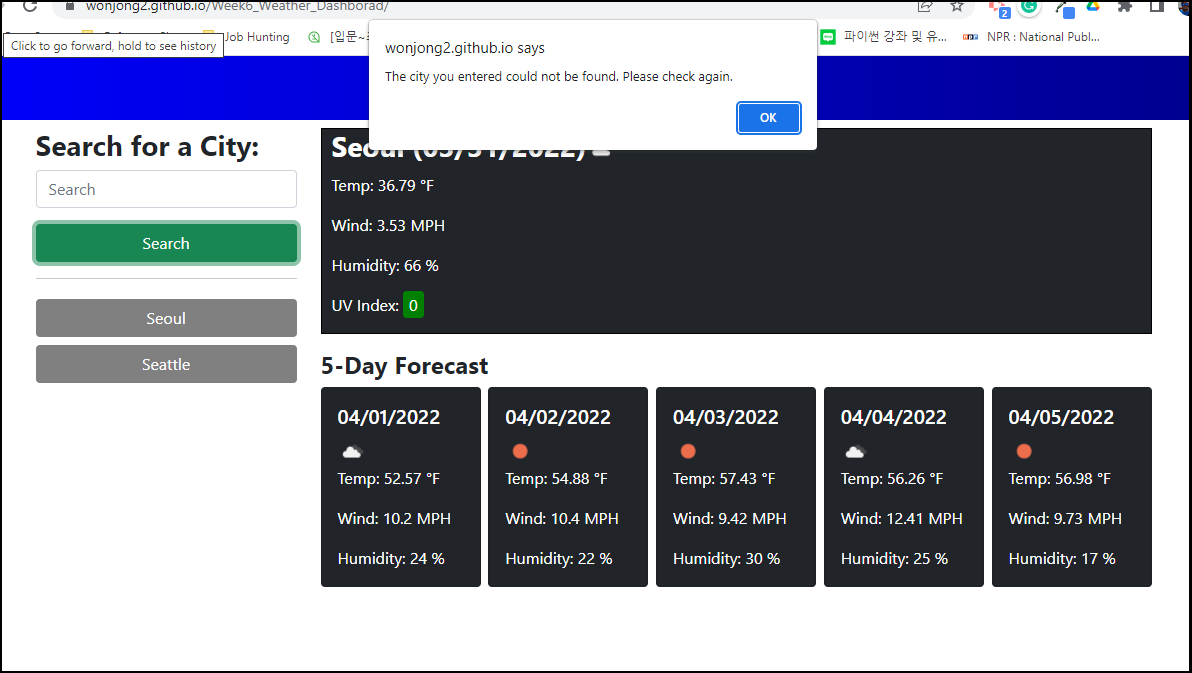 wonjong2.github.io/Week6_Weather_Dashborad/
2
Click to go forward, hold to see history
Job Hunting
[입문~
파이썬 강좌 및 유...
npr
NPR : National Publ...
wonjong2.github.io says
The city you entered could not be found. Please check again.
OK
Search for a City:
Search
Search
Seoul
Seattle
Seoul (03/31/2022)
Temp: 36.79 °F
Wind: 3.53 MPH
Humidity: 66 %
UV Index: 0
5-Day Forecast
04/01/2022
Temp: 52.57 °F
Wind: 10.2 MPH
Humidity: 24 %
04/02/2022
Temp: 54.88 °F
Wind: 10.4 MPH
Humidity: 22 %
04/03/2022
Temp: 57.43 °F
Wind: 9.42 MPH
Humidity: 30 %
04/04/2022
Temp: 56.26 °F
Wind: 12.41 MPH
Humidity: 25 %
04/05/2022
Temp: 56.98 °F
Wind: 9.73 MPH
Humidity: 17 %